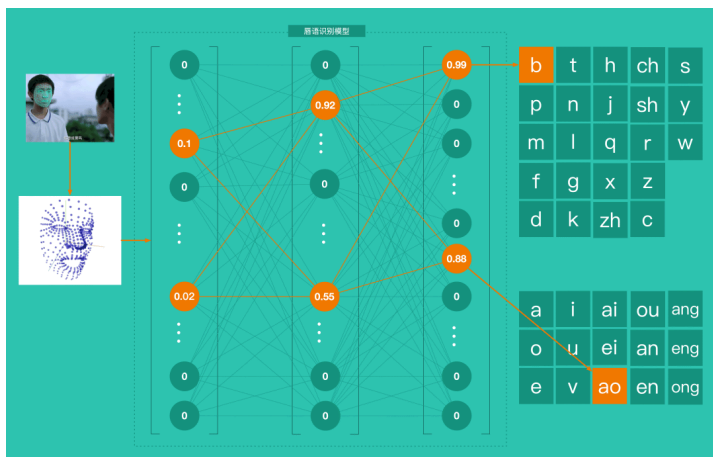 唇语识别模型
0 0 0.99
0.92 0
0.1 0
0 0 0
0.88
0.02 0.55 0
0 0 0
0 0 0
b t h ch s
p n j sh y
m l q r w
f g x z
d k zh c
a i ai ou ang
o u ei an eng
e v ao en ong